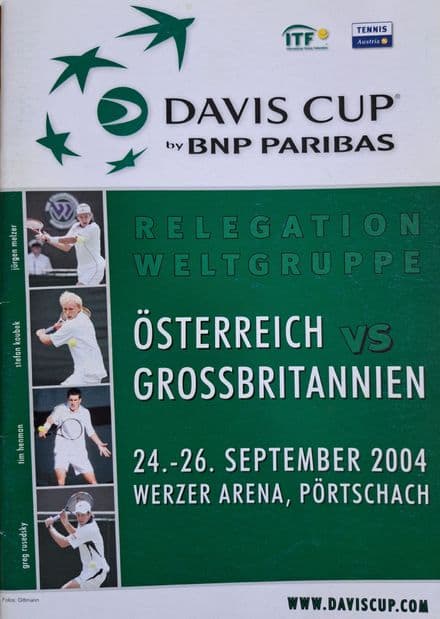 ITF
TENNIS
Austria
DAVIS CUP®
by BNP PARIBAS
RELEGATION
WELTGRUPPE
ÖSTERREICH VS
GROSSBRITANNIEN
24.-26. SEPTEMBER 2004
WERZER ARENA, PÖRTSCHACH
jürgen melzer
stefan koubek
tim henman
greg rusedsky
Fotos: Gittmann
WWW.DAVISCUP.COM